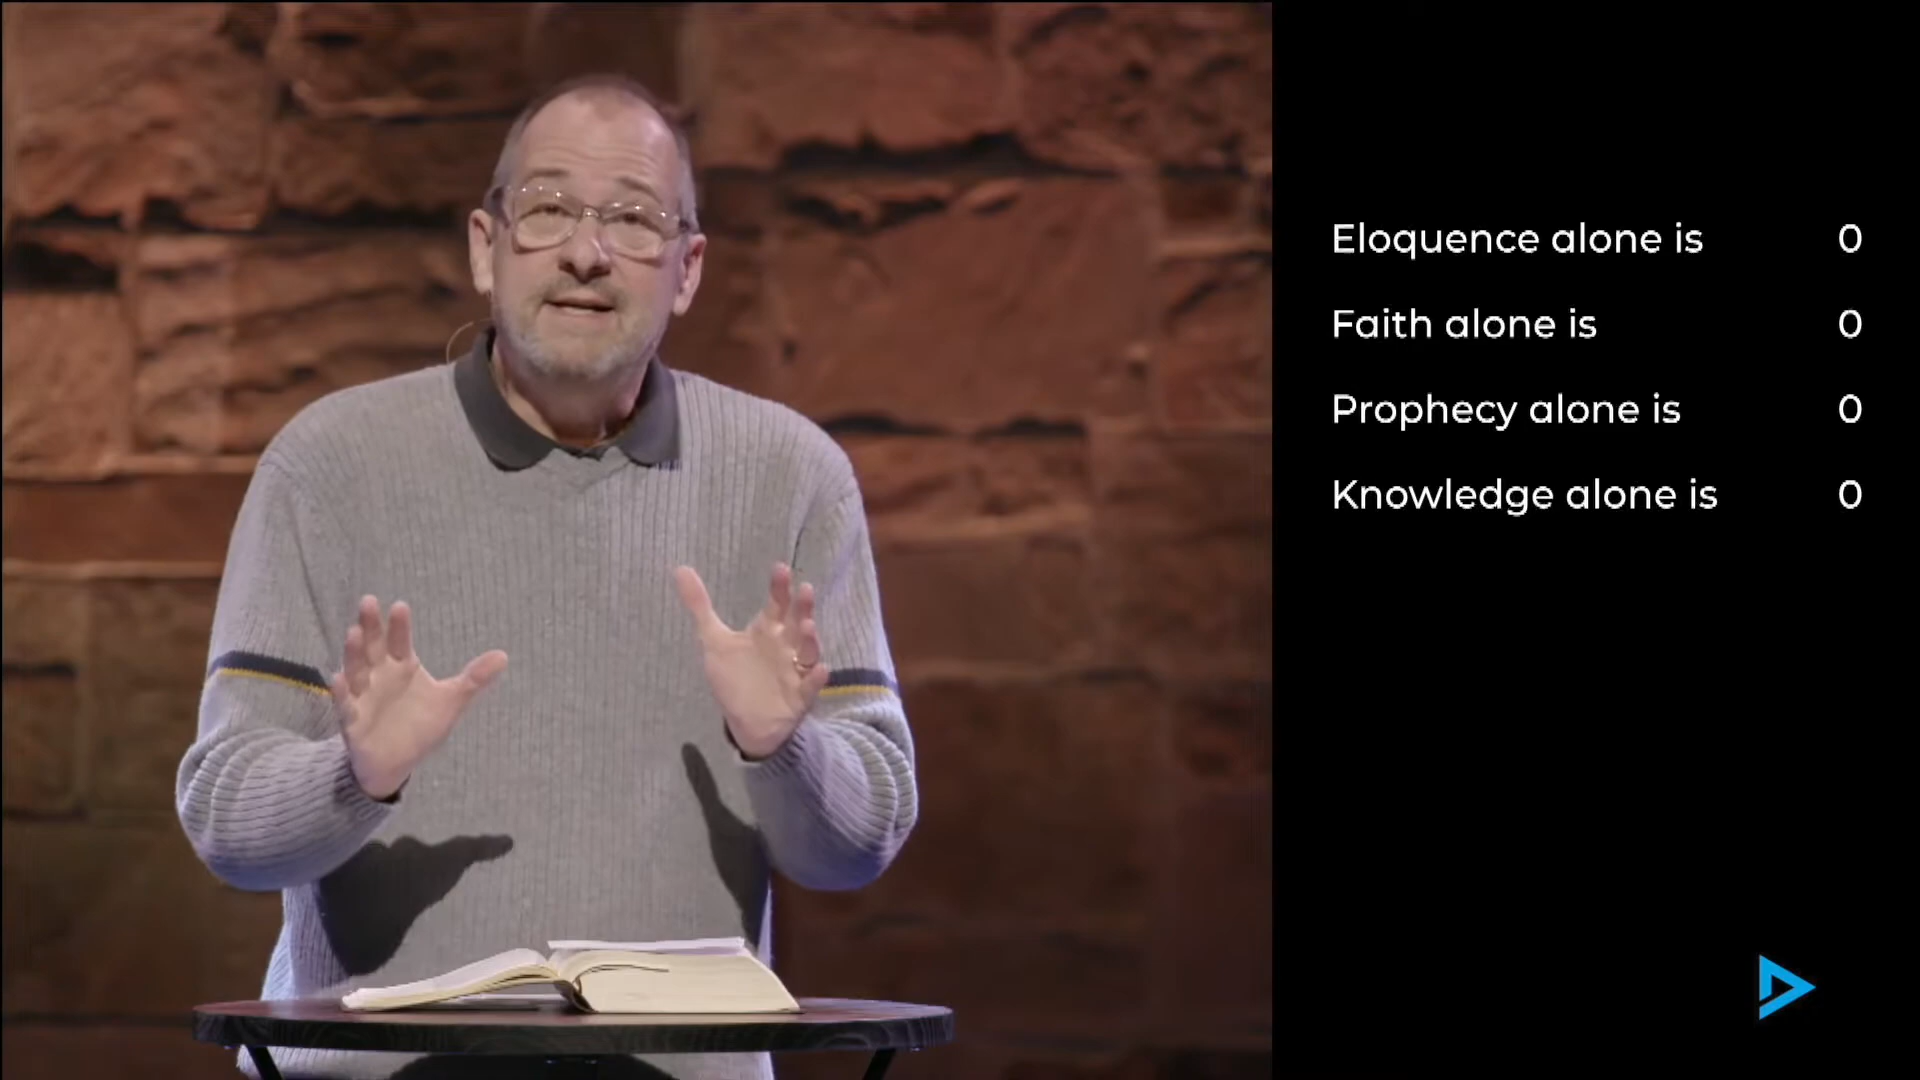 Eloquence alone is 0
Faith alone is 0
Prophecy alone is 0
Knowledge alone is 0